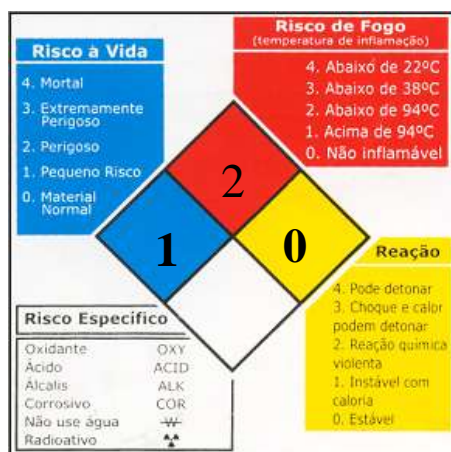 Risco à Vida
4. Mortal
3. Extremamente
Perigoso
2. Perigoso
1. Pequeno Risco
0. Material
Normal
Risco de Fogo
(temperatura de inflamação)
4. Abaixo de 22ºC
3. Abaixo de 38ºC
2. Abaixo de 94ºC
1. Acima de 94ºC
0. Não inflamável
2
1
0
Reação
4. Pode detonar
3. Choque e calor
podem detonar
2. Reação quimica
violenta
1. Instável com
caloria
0. Estável
Risco Especifico
Oxidante OXY
Ácido ACID
Álcalis ALK
Corrosivo COR
Não use água W
Radioativo